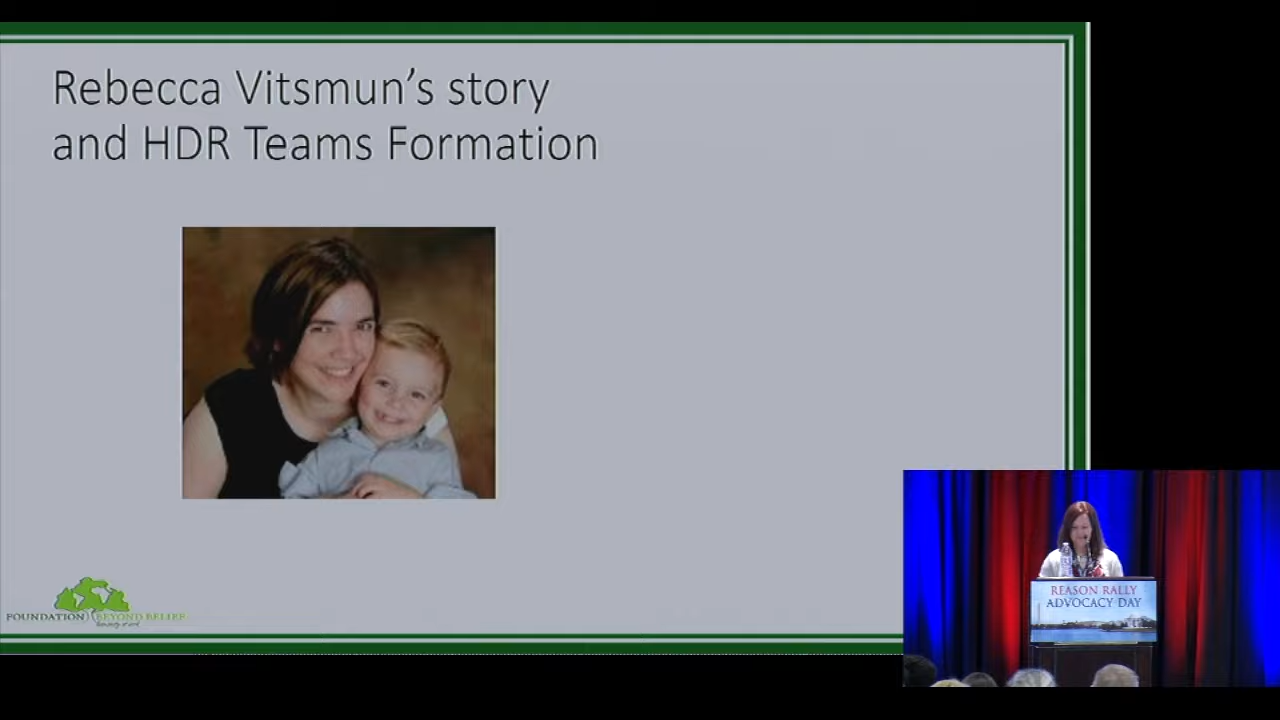 Rebecca Vitsmun's story
and HDR Teams Formation
FOUNDATION BEYOND BELIEF
REASON RALLY
ADVOCACY DAY